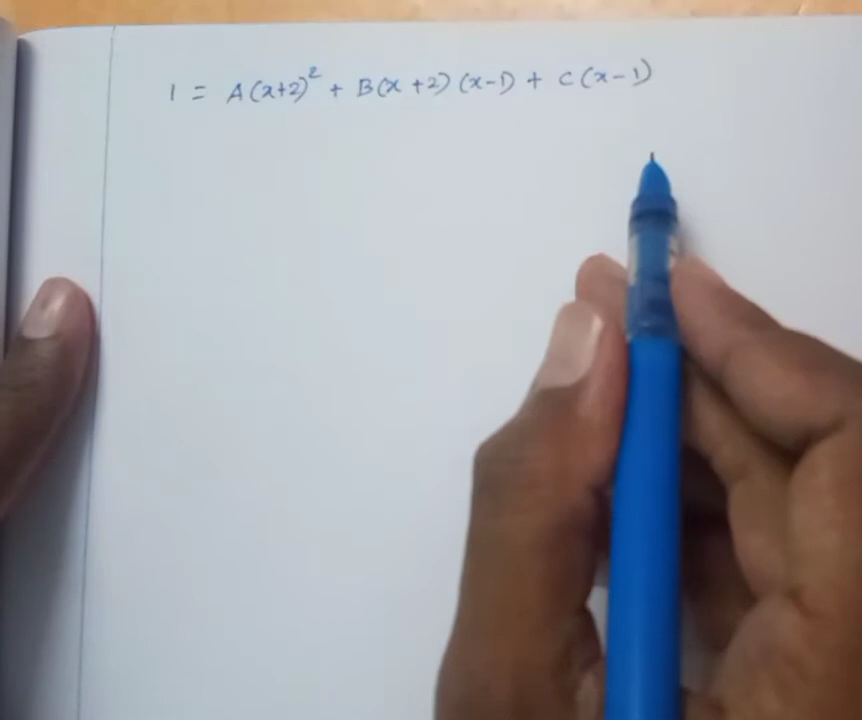 1 = A(x+2)² + B(x+2)(x-1) + C(x-1)